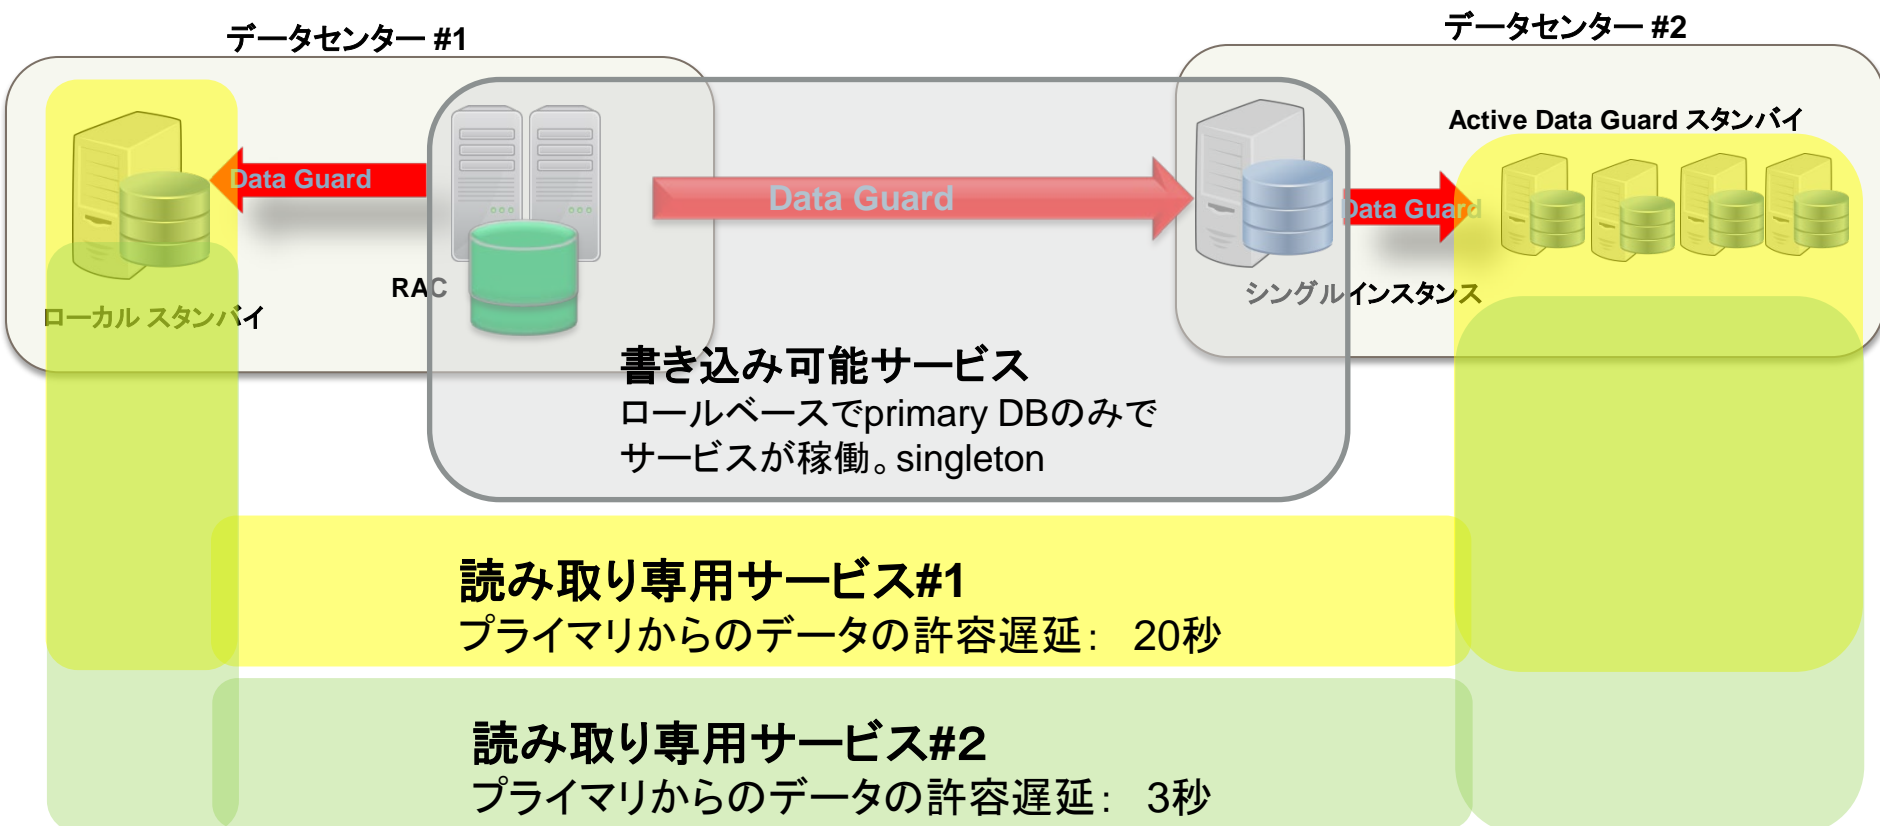 データセンター #1
データセンター #2
Active Data Guard スタンバイ
Data Guard
Data Guard
Data Guard
RAC
ローカル スタンバイ
シングルインスタンス
書き込み可能サービス
ロールベースでprimary DBのみで
サービスが稼働。singleton
読み取り専用サービス#1
プライマリからのデータの許容遅延： 20秒
読み取り専用サービス#2
プライマリからのデータの許容遅延： 3秒